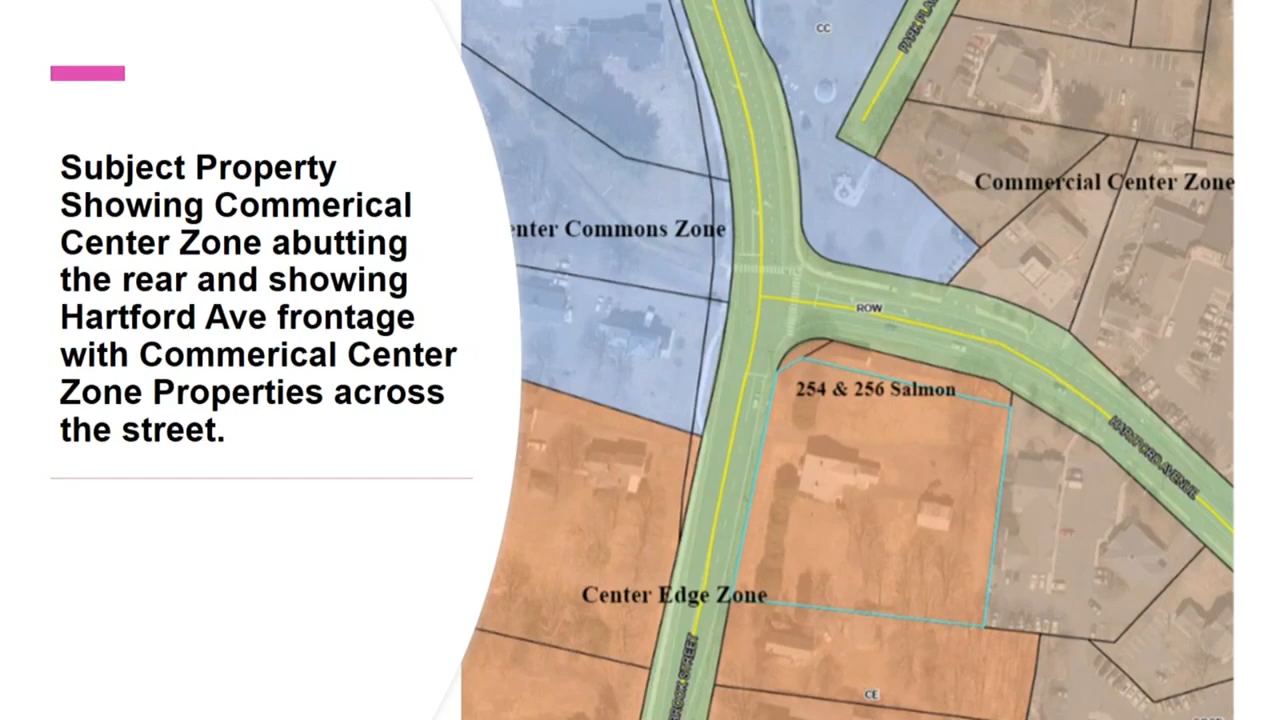 Subject Property
Showing Commerical
Center Zone abutting
the rear and showing
Hartford Ave frontage
with Commerical Center
Zone Properties across
the street.
CC
PARK
Commercial Center Zone
enter Commons Zone
ROW
254 & 256 Salmon
HARTFORD AVENUE
Center Edge Zone
STREET
CE